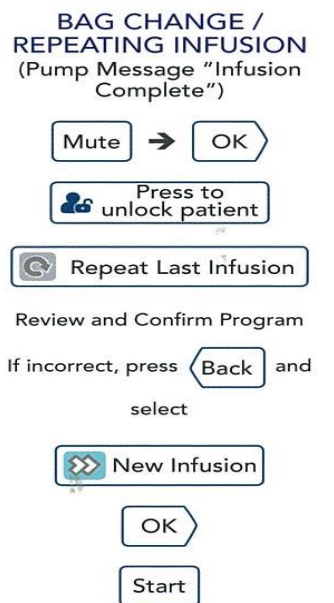 BAG CHANGE /
REPEATING INFUSION
(Pump Message "Infusion
Complete")
Mute OK
Press to
unlock patient
Repeat Last Infusion
Review and Confirm Program
If incorrect, press Back and
select
New Infusion
OK
Start